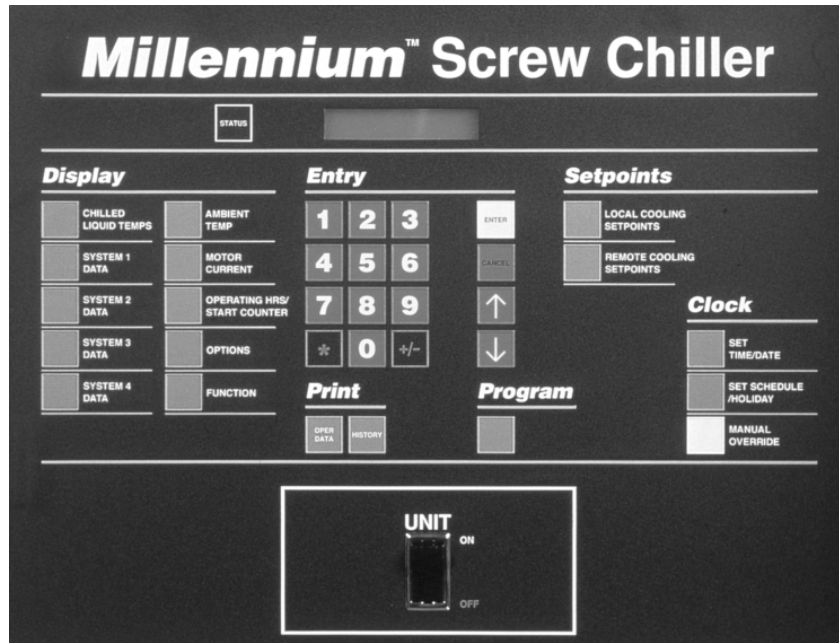 Millennium™ Screw Chiller
STATUS
Display
CHILLED
LIQUID TEMPS
AMBIENT
TEMP
SYSTEM 1
DATA
MOTOR
CURRENT
SYSTEM 2
DATA
OPERATING HRS/
START COUNTER
SYSTEM 3
DATA
OPTIONS
SYSTEM 4
DATA
FUNCTION
Entry
1 2 3
ENTER
4 5 6
CANCEL
7 8 9
↑
* 0 +/-
↓
Setpoints
LOCAL COOLING
SETPOINTS
REMOTE COOLING
SETPOINTS
Print
OPER
DATA
HISTORY
Program
Clock
SET
TIME/DATE
SET SCHEDULE
/HOLIDAY
MANUAL
OVERRIDE
UNIT
ON
OFF